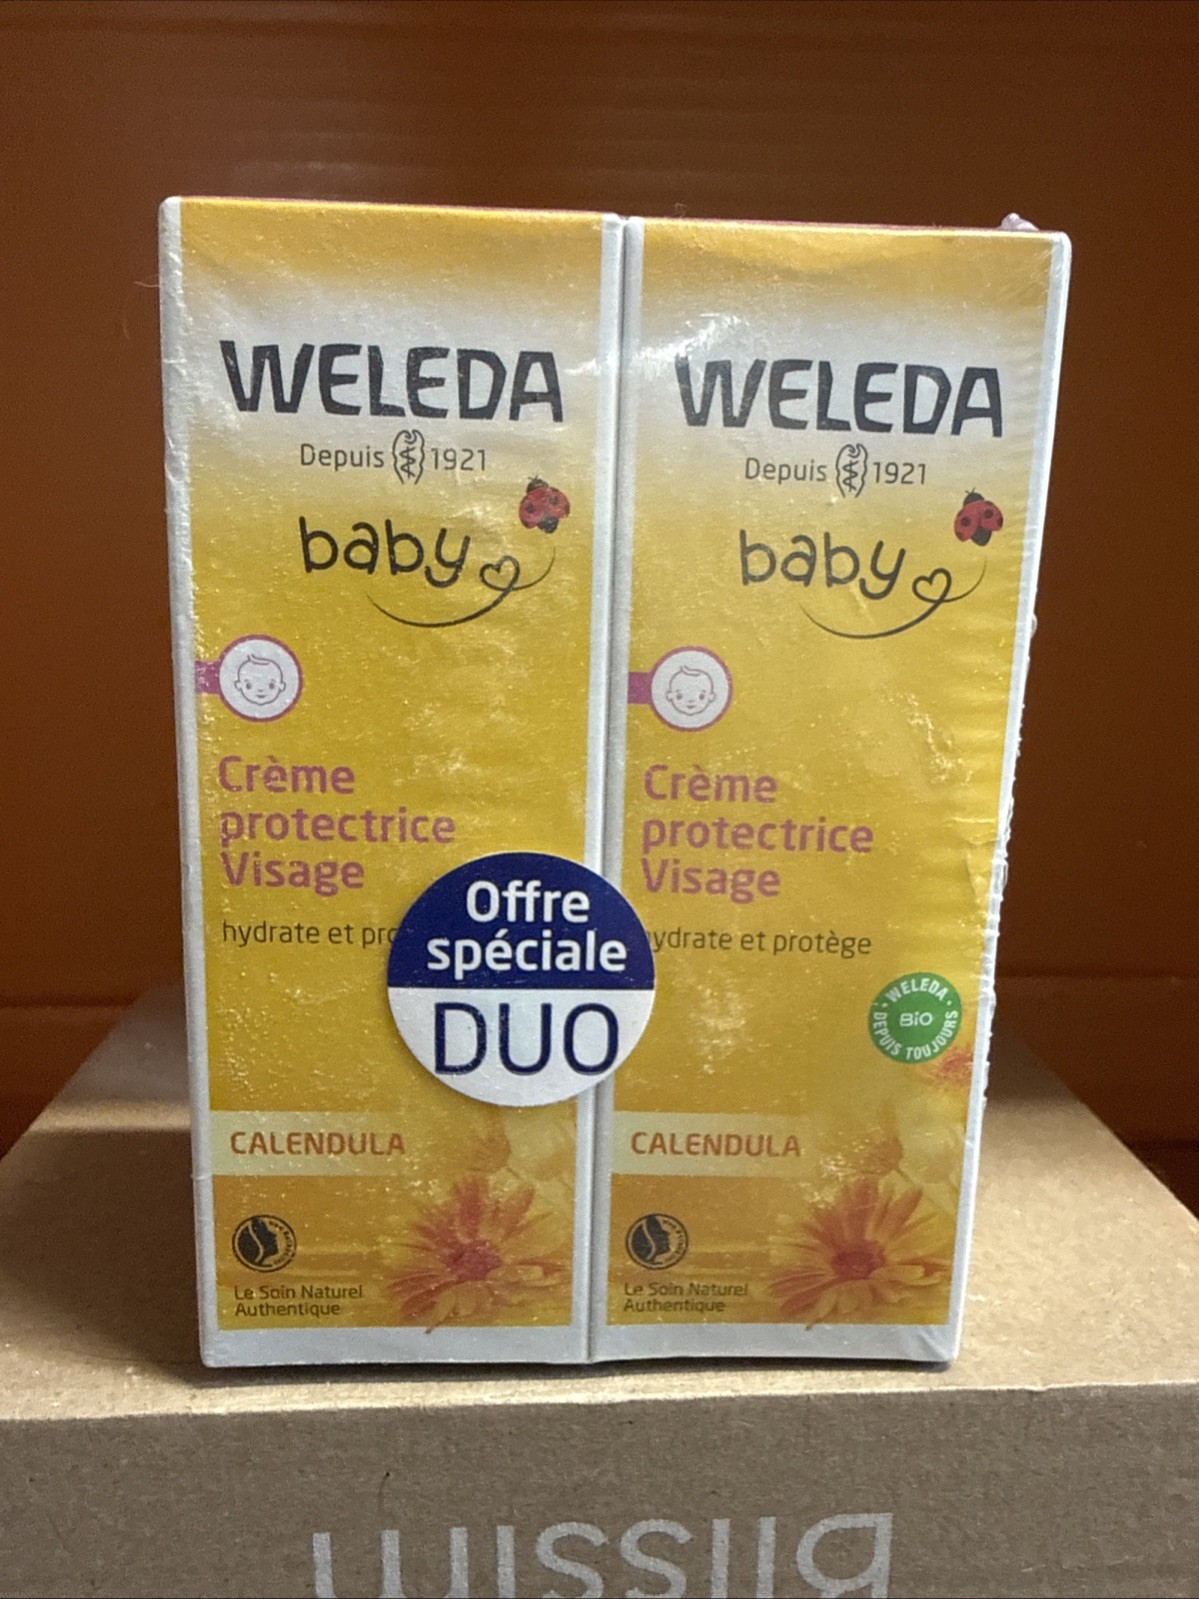 WELEDA
Depuis 1921
baby
Crème
protectrice
Visage
hydrate et pro
CALENDULA
Le Soin Naturel
Authentique
Offre
spéciale
DUO
WELEDA
Depuis 1921
baby
Crème
protectrice
Visage
ydrate et protège
WELEDA
BiO
DEPUIS TOUJOURS
CALENDULA
Le Soin Naturel
Authentique
blissim